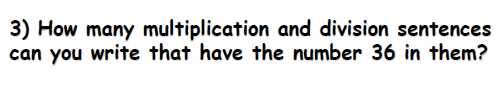 3) How many multiplication and division sentences
can you write that have the number 36 in them?